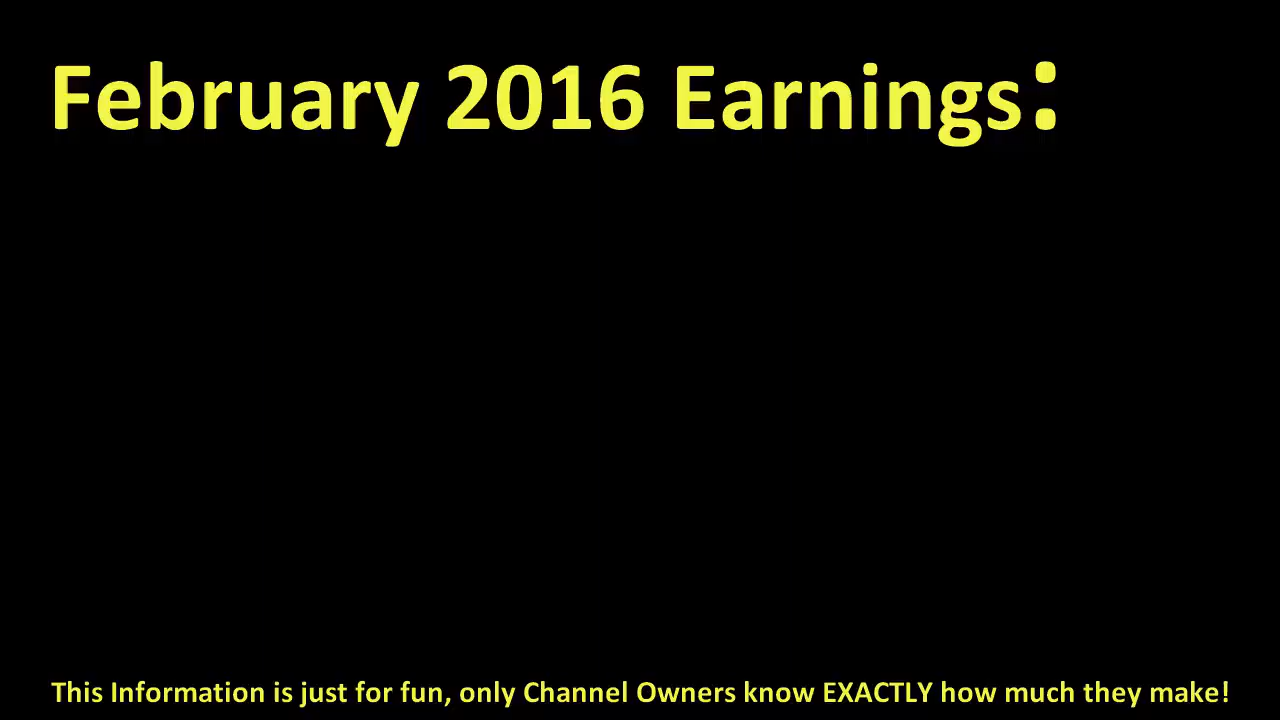 February 2016 Earnings:
This Information is just for fun, only Channel Owners know EXACTLY how much they make!